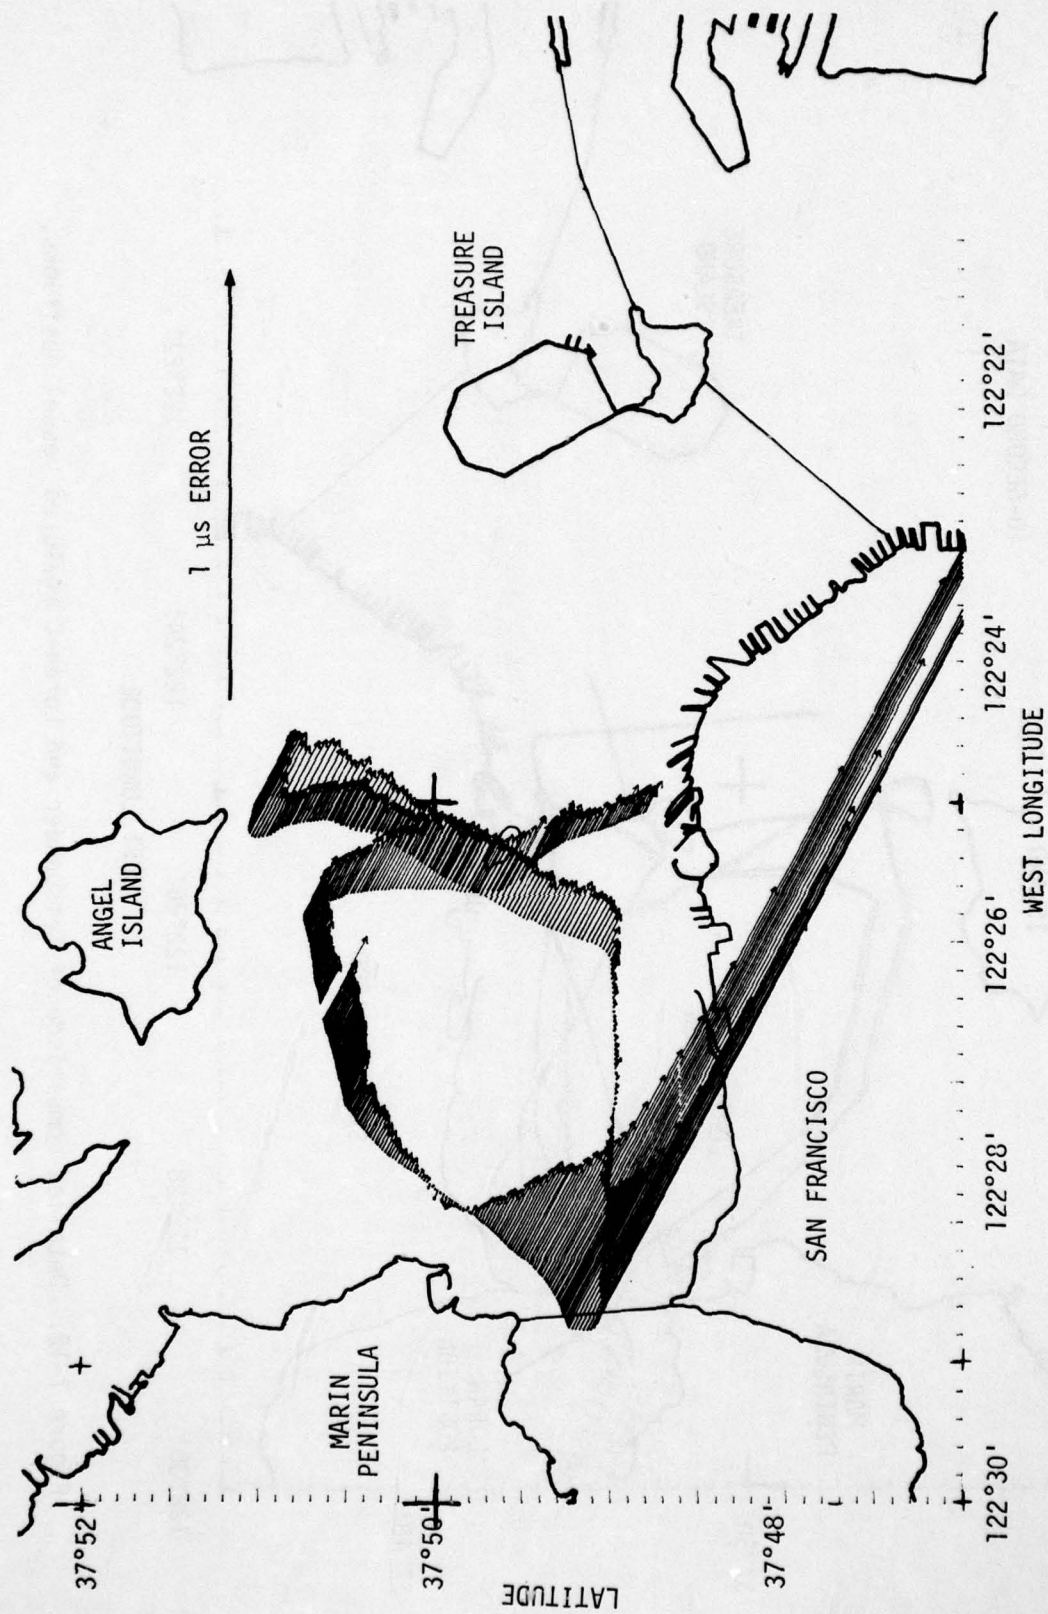 1 μs ERROR
ANGEL
ISLAND
TREASURE
ISLAND
MARIN
PENINSULA
SAN FRANCISCO
37°52'
37°50'
37°48'
LATITUDE
122°30'
122°28'
122°26'
122°24'
122°22'
WEST LONGITUDE